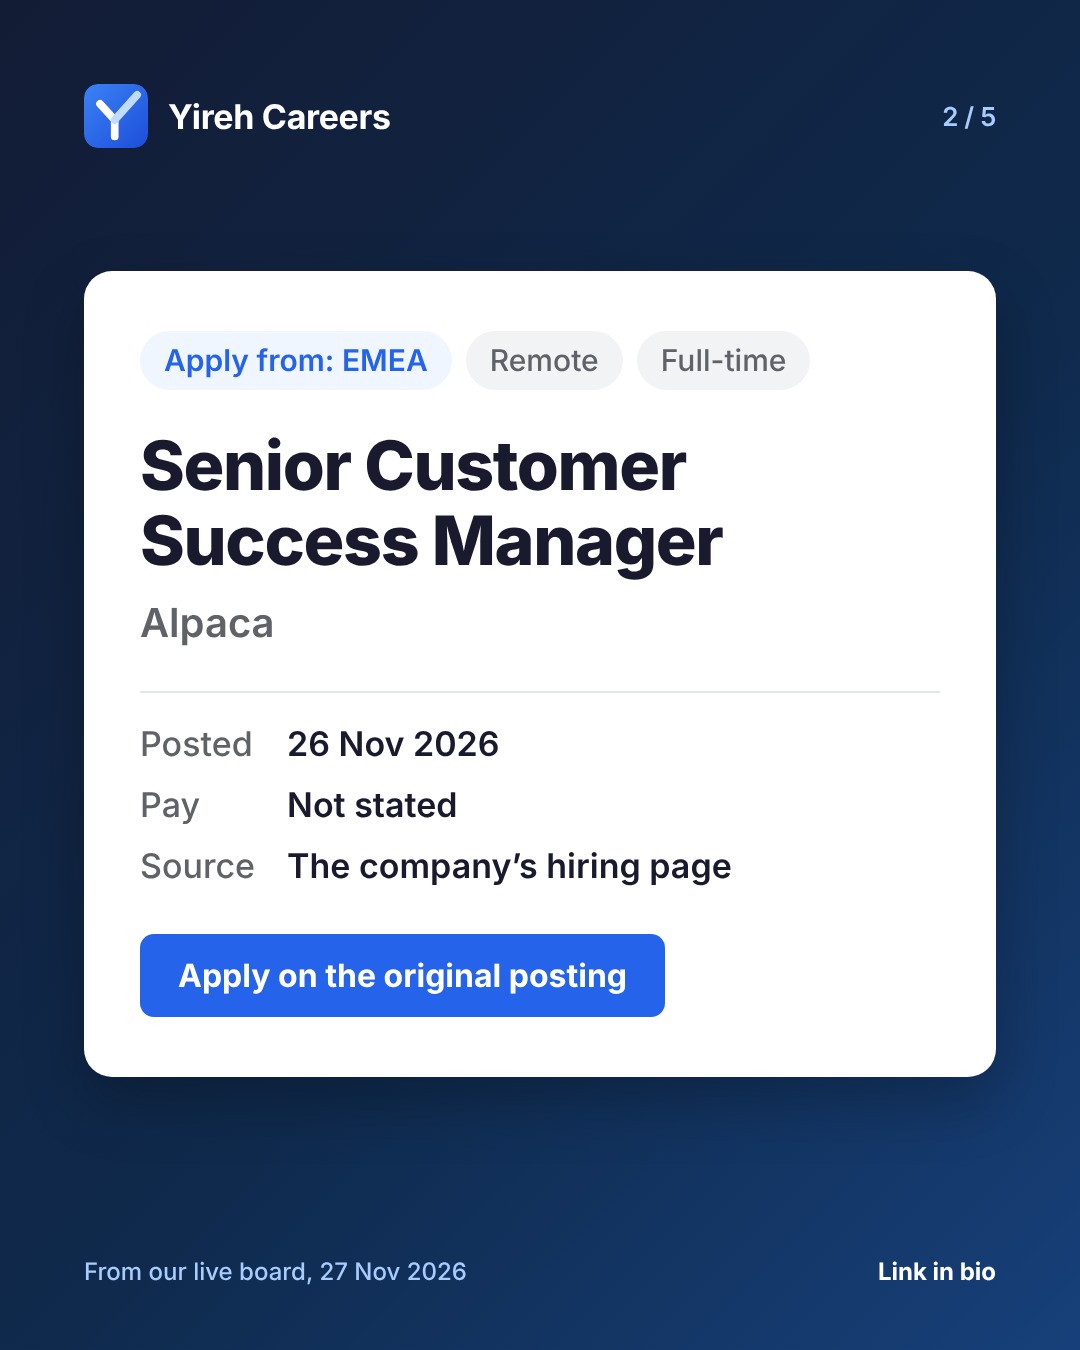 Yireh Careers
2 / 5
Apply from: EMEA
Remote
Full-time
Senior Customer
Success Manager
Alpaca
Posted 26 Nov 2026
Pay Not stated
Source The company’s hiring page
Apply on the original posting
From our live board, 27 Nov 2026
Link in bio